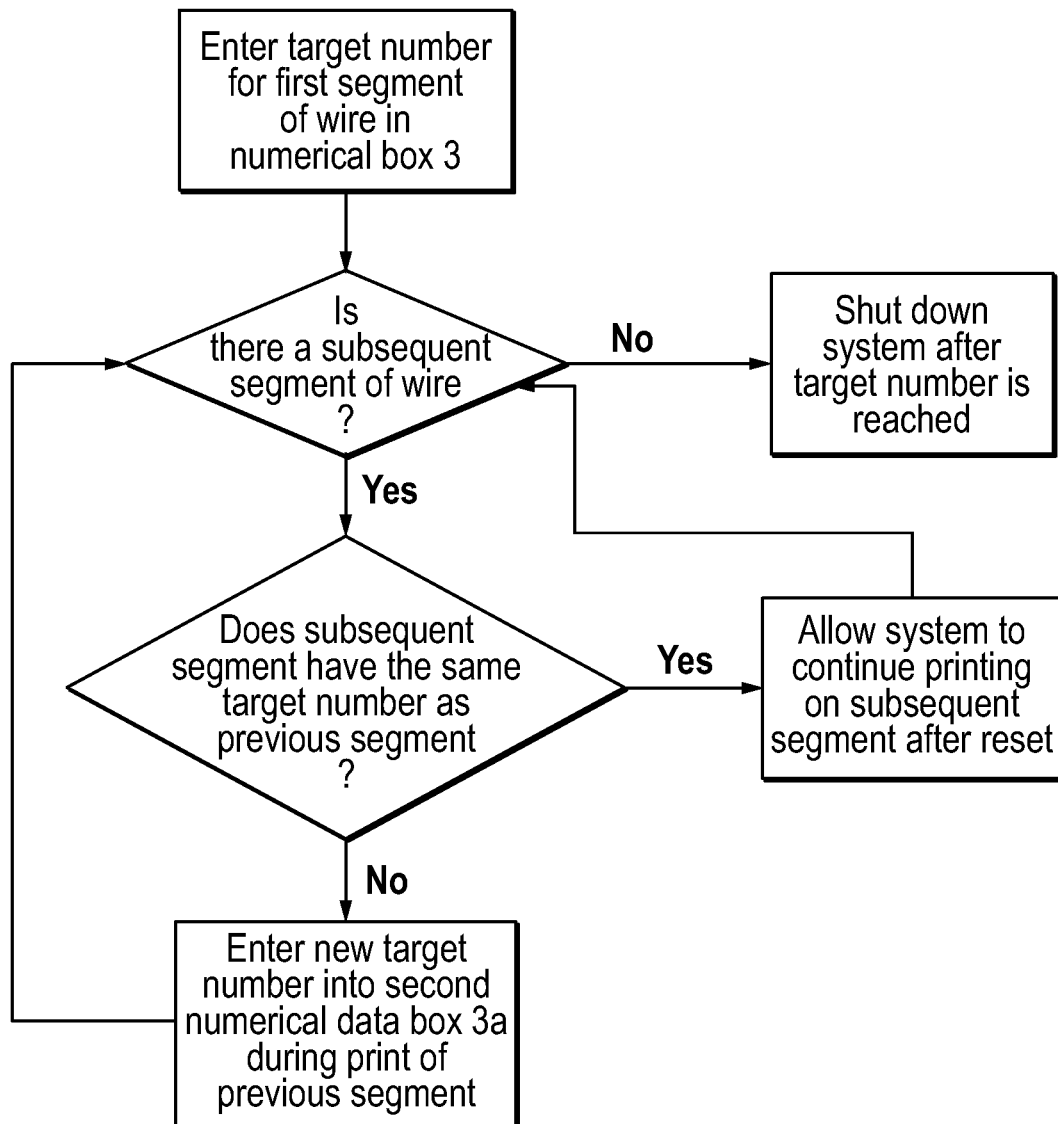 Enter target number
for first segment
of wire in
numerical box 3
Is
there a subsequent
segment of wire
?
No
Shut down
system after
target number is
reached
Yes
Does subsequent
segment have the same
target number as
previous segment
?
Yes
Allow system to
continue printing
on subsequent
segment after reset
No
Enter new target
number into second
numerical data box 3a
during print of
previous segment